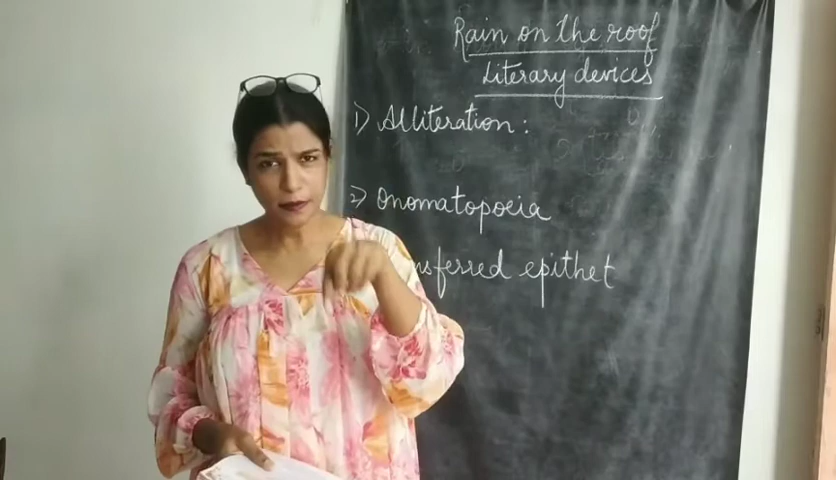 Rain on the roof
Literary devices
1) Alliteration:
2) Onomatopoeia
nsferred epithet